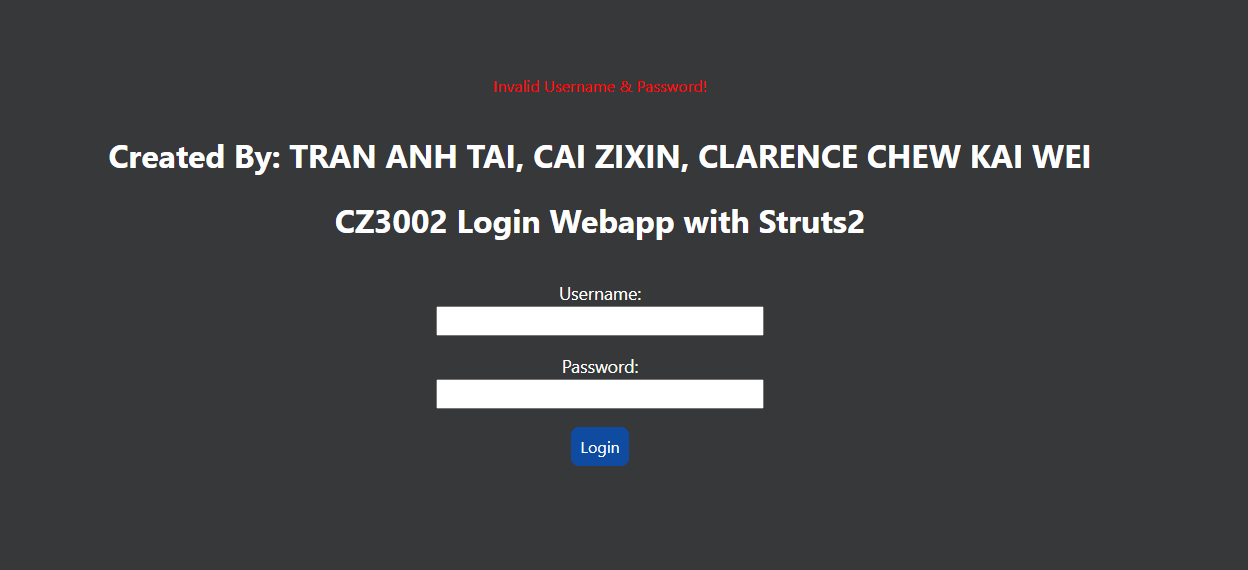 Invalid Username & Password!
Created By: TRAN ANH TAI, CAI ZIXIN, CLARENCE CHEW KAI WEI
CZ3002 Login Webapp with Struts2
Username:
Password:
Login